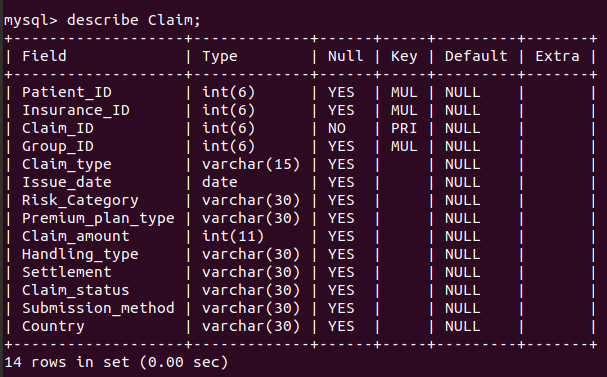 mysql> describe Claim;
+-------------------+-------------+------+-----+---------+-------+
| Field             | Type        | Null | Key | Default | Extra |
+-------------------+-------------+------+-----+---------+-------+
| Patient_ID        | int(6)      | YES  | MUL | NULL    |       |
| Insurance_ID      | int(6)      | YES  | MUL | NULL    |       |
| Claim_ID          | int(6)      | NO   | PRI | NULL    |       |
| Group_ID          | int(6)      | YES  | MUL | NULL    |       |
| Claim_type        | varchar(15) | YES  |     | NULL    |       |
| Issue_date        | date        | YES  |     | NULL    |       |
| Risk_Category     | varchar(30) | YES  |     | NULL    |       |
| Premium_plan_type | varchar(30) | YES  |     | NULL    |       |
| Claim_amount      | int(11)     | YES  |     | NULL    |       |
| Handling_type     | varchar(30) | YES  |     | NULL    |       |
| Settlement        | varchar(30) | YES  |     | NULL    |       |
| Claim_status      | varchar(30) | YES  |     | NULL    |       |
| Submission_method | varchar(30) | YES  |     | NULL    |       |
| Country           | varchar(30) | YES  |     | NULL    |       |
+-------------------+-------------+------+-----+---------+-------+
14 rows in set (0.00 sec)